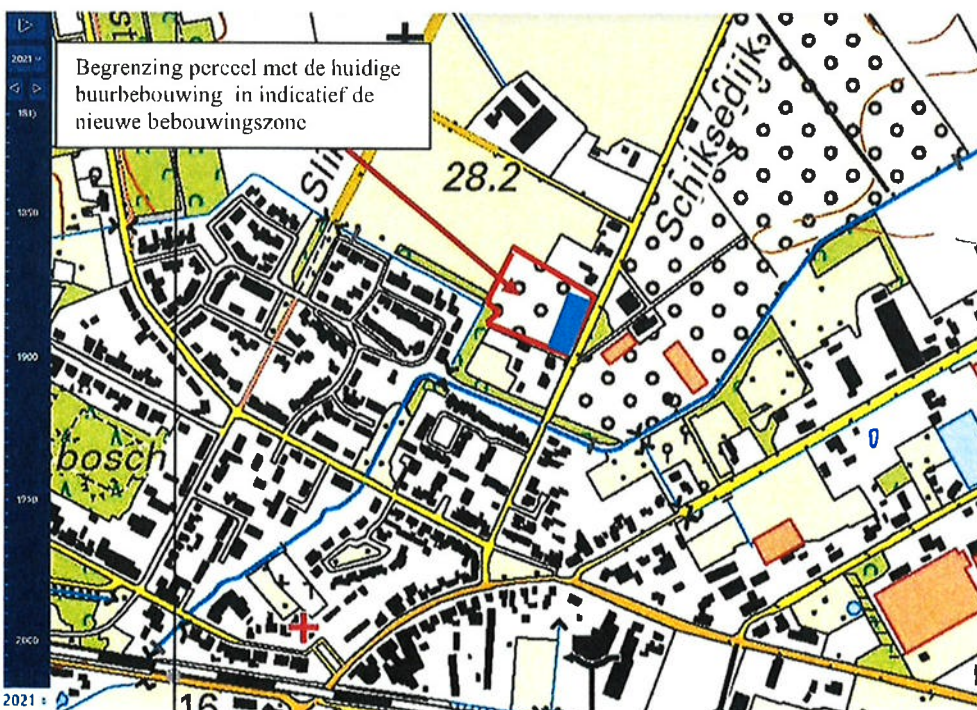 2021
Begrenzing perceel met de huidige
buurbebouwing in indicatief de
nieuwe bebouwingszone
28.2
Schiksedijk
1850
1900
bosch
2000
2021
16